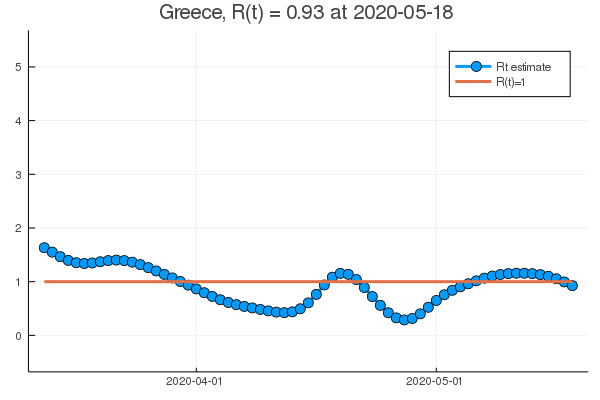 Greece, R(t) = 0.93 at 2020-05-18
5
4
3
2
1
0
Rt estimate
R(t)=1
2020-04-01
2020-05-01